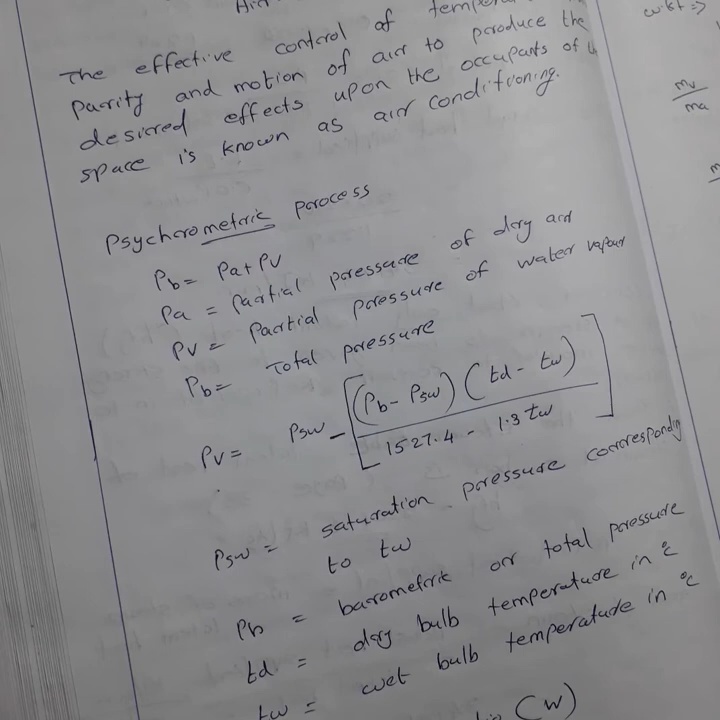 The effective control of temperat
Purity and motion of air to produce the
desired effects upon the occupants of
space is known as air conditioning.
Psychrometric process
Pb = Pa + Pv
Pa = Partial pressure of dry air
Pv = Partial pressure of water vapour
Pb = Total pressure
Pv = Psw - [(Pb - Psw) (td - tw) / 1527.4 - 1.3 tw]
Psw = saturation pressure corresponding
to tw
Pb = barometric or total pressure
td = dry bulb temperature in °c
tw = wet bulb temperature in °c
(W)
mv
ma